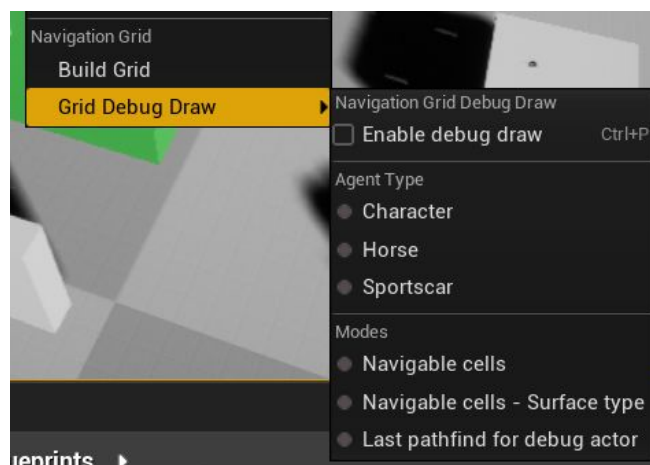 Navigation Grid
Build Grid
Grid Debug Draw
Navigation Grid Debug Draw
Enable debug draw Ctrl+P
Agent Type
Character
Horse
Sportscar
Modes
Navigable cells
Navigable cells - Surface type
Last pathfind for debug actor